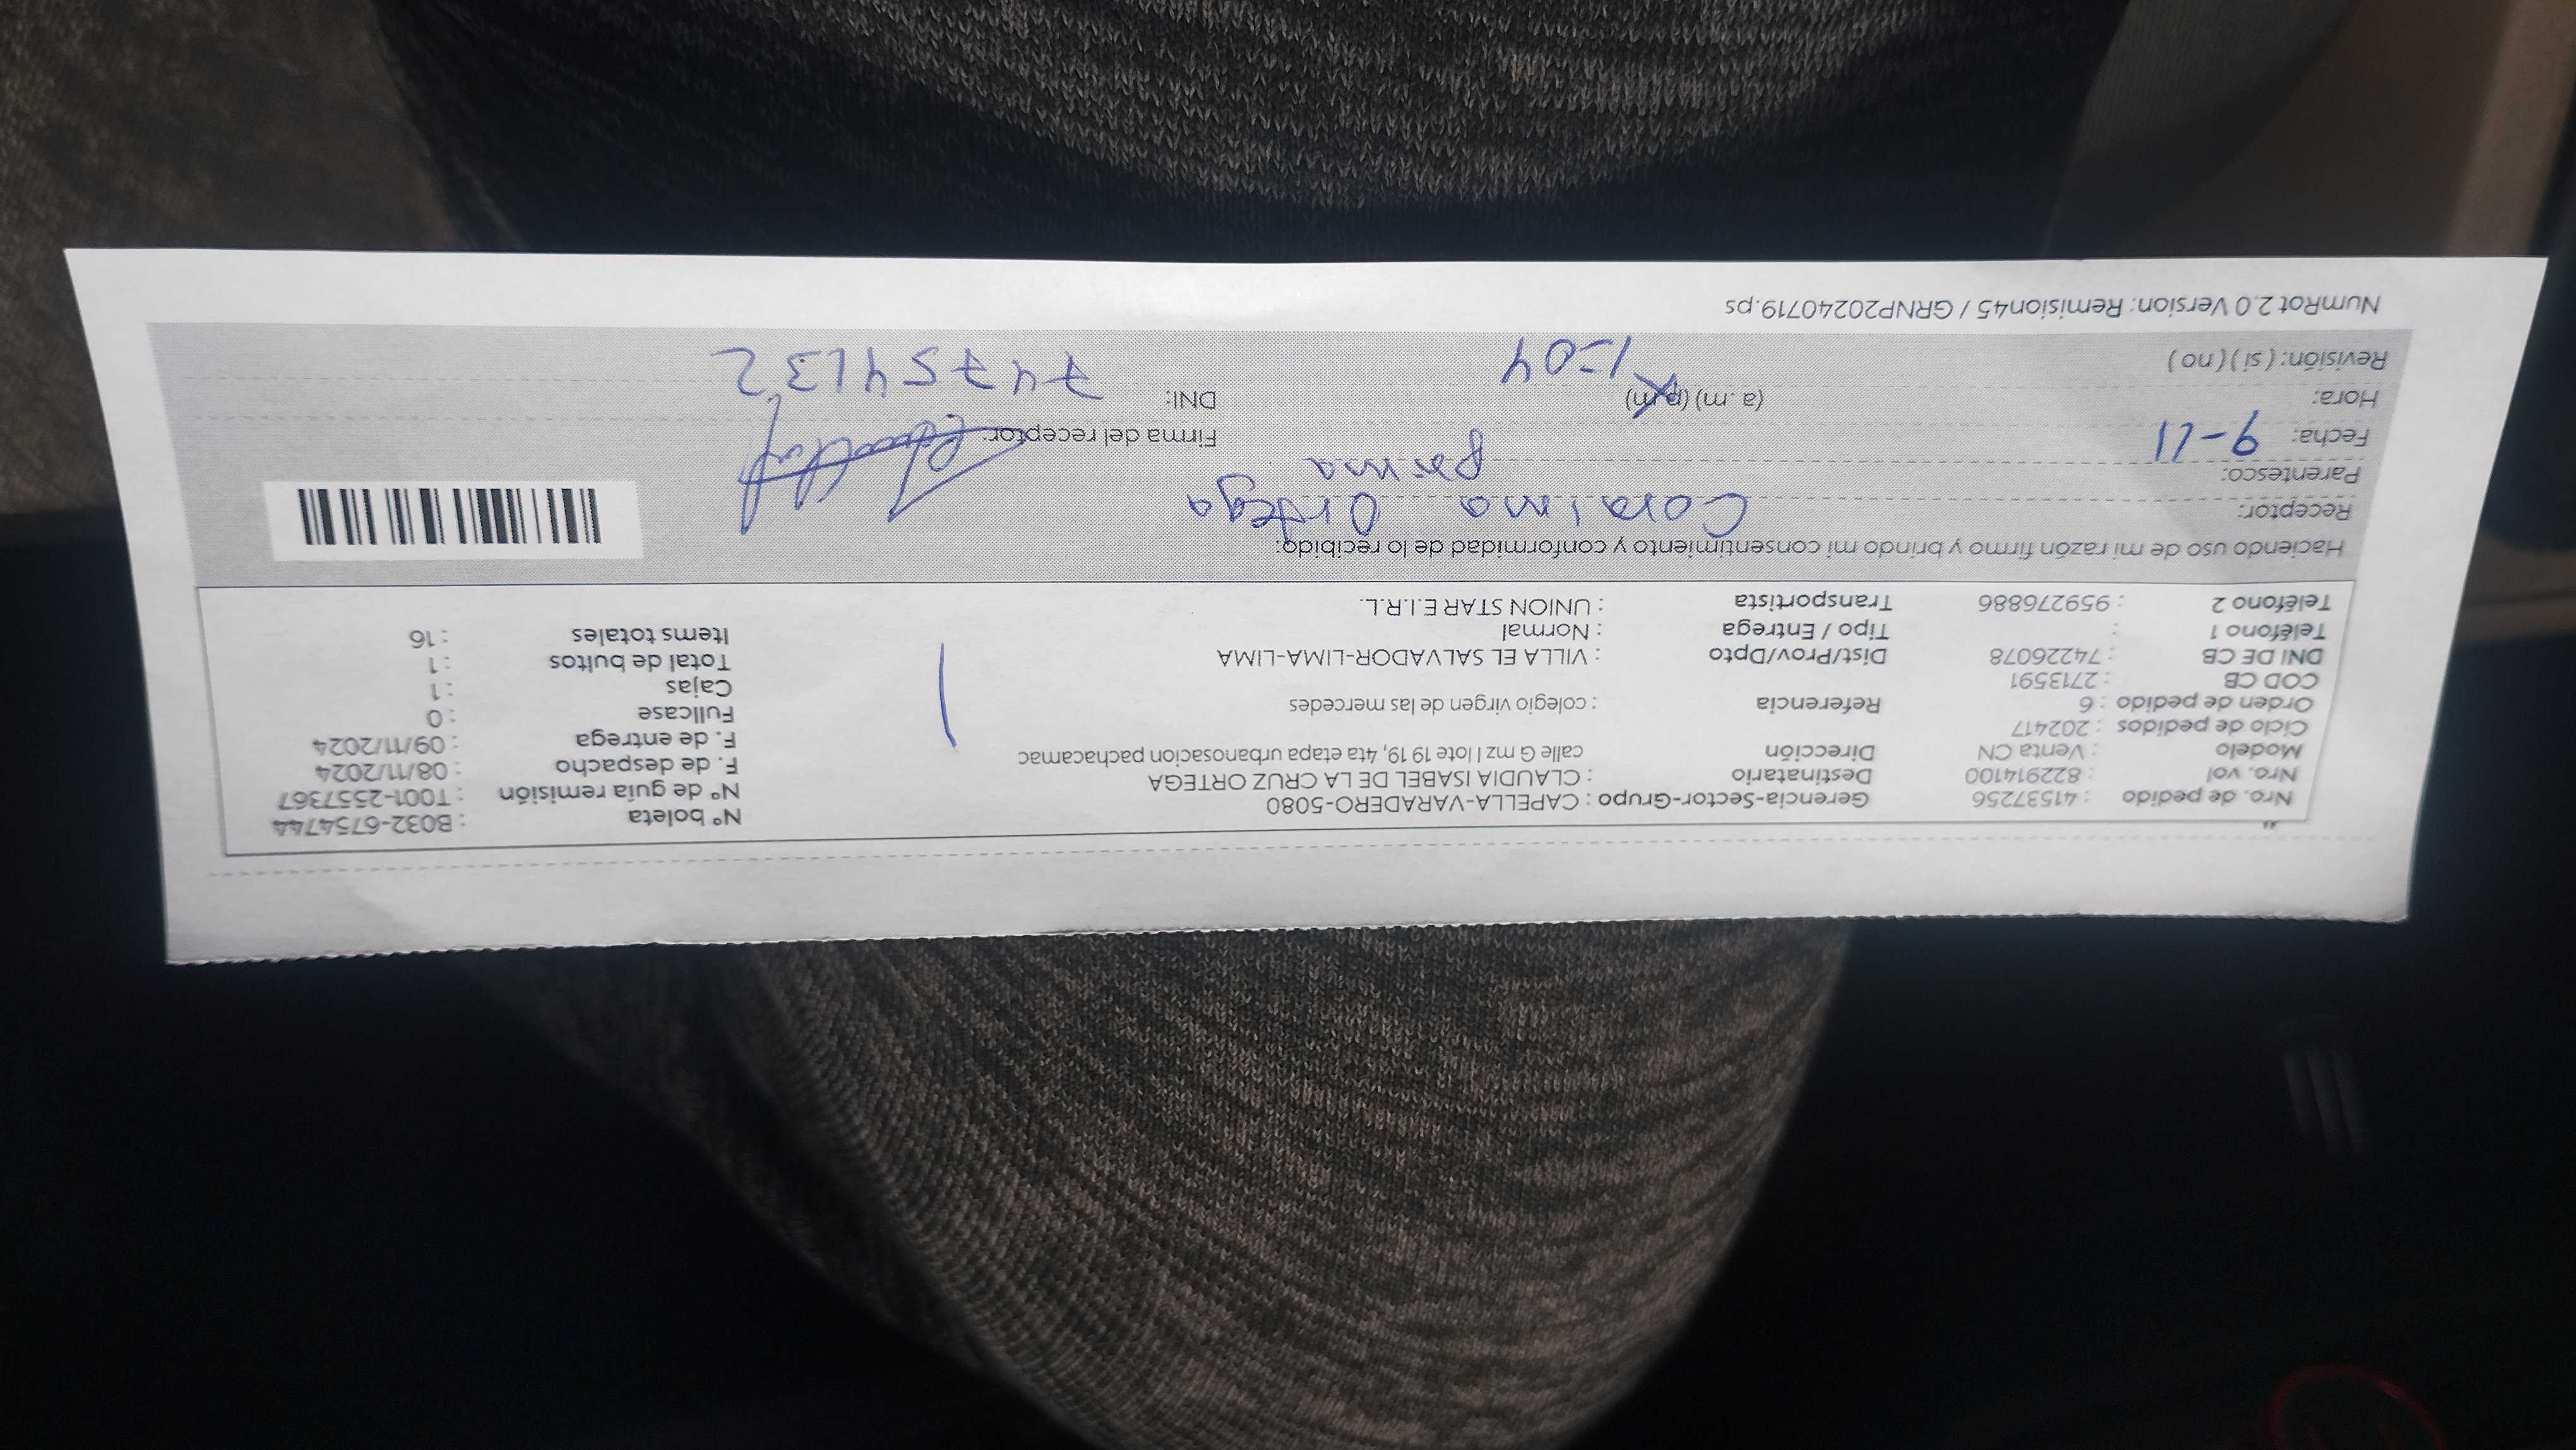 Nro. de pedido : 41537256 Gerencia-Sector-Grupo : CAPELLA-VARADERO-5080 N° boleta : B032-6754744
Nro. vol : 822914100 Destinatario : CLAUDIA ISABEL DE LA CRUZ ORTEGA N° de guía remisión : T001-2557367
Modelo : Venta CN Dirección calle G mz I lote 19 19, 4ta etapa urbanosacion pachacamac F. de despacho : 08/11/2024
Ciclo de pedidos : 202417 F. de entrega : 09/11/2024
Orden de pedido : 6 Referencia : colegio virgen de las mercedes Fullcase : 0
COD CB : 2713591 Cajas : 1
DNI DE CB : 74226078 Dist/Prov/Dpto : VILLA EL SALVADOR-LIMA-LIMA Total de bultos : 1
Teléfono 1 : Tipo / Entrega : Normal Items totales : 16
Teléfono 2 : 959276886 Transportista : UNION STAR E.I.R.L.
Haciendo uso de mi razón firmo y brindo mi consentimiento y conformidad de lo recibido:
Receptor: Ortega
Parentesco: prima
Fecha: 9-11 Firma del receptor:
Hora: (a.m) (p.m) 1-04 DNI:
Revisión: ( si ) ( no )
NumRot 2.0 Version: Remision45 / GRNP20240719.ps